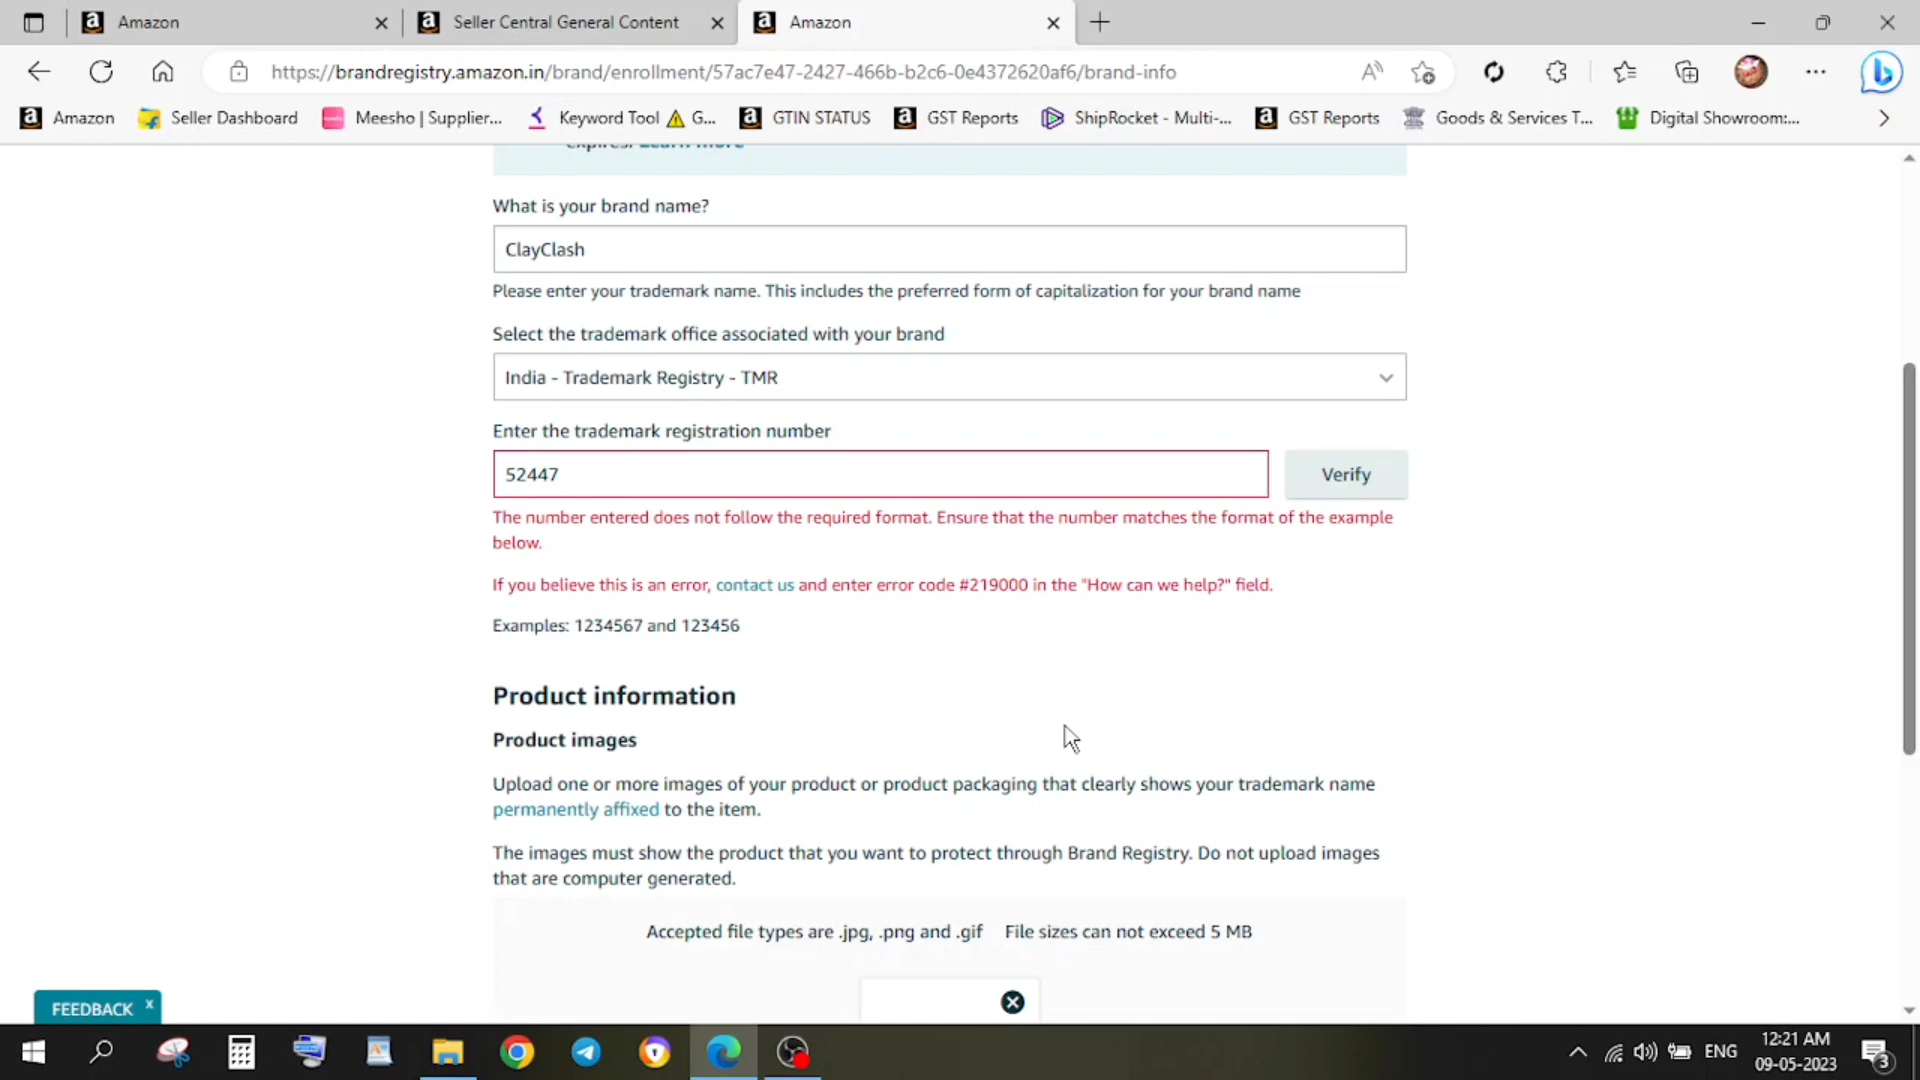 Amazon
Seller Central General Content
Amazon
https://brandregistry.amazon.in/brand/enrollment/57ac7e47-2427-466b-b2c6-0e4372620af6/brand-info
Amazon
Seller Dashboard
Meesho | Supplier...
Keyword Tool ⚠ G...
GTIN STATUS
GST Reports
ShipRocket - Multi-...
GST Reports
Goods & Services T...
Digital Showroom:...
expires. Learn more
What is your brand name?
ClayClash
Please enter your trademark name. This includes the preferred form of capitalization for your brand name
Select the trademark office associated with your brand
India - Trademark Registry - TMR
Enter the trademark registration number
52447
Verify
The number entered does not follow the required format. Ensure that the number matches the format of the example
below.
If you believe this is an error, contact us and enter error code #219000 in the "How can we help?" field.
Examples: 1234567 and 123456
Product information
Product images
Upload one or more images of your product or product packaging that clearly shows your trademark name
permanently affixed to the item.
The images must show the product that you want to protect through Brand Registry. Do not upload images
that are computer generated.
Accepted file types are .jpg, .png and .gif File sizes can not exceed 5 MB
FEEDBACK x
ENG
12:21 AM
09-05-2023
3